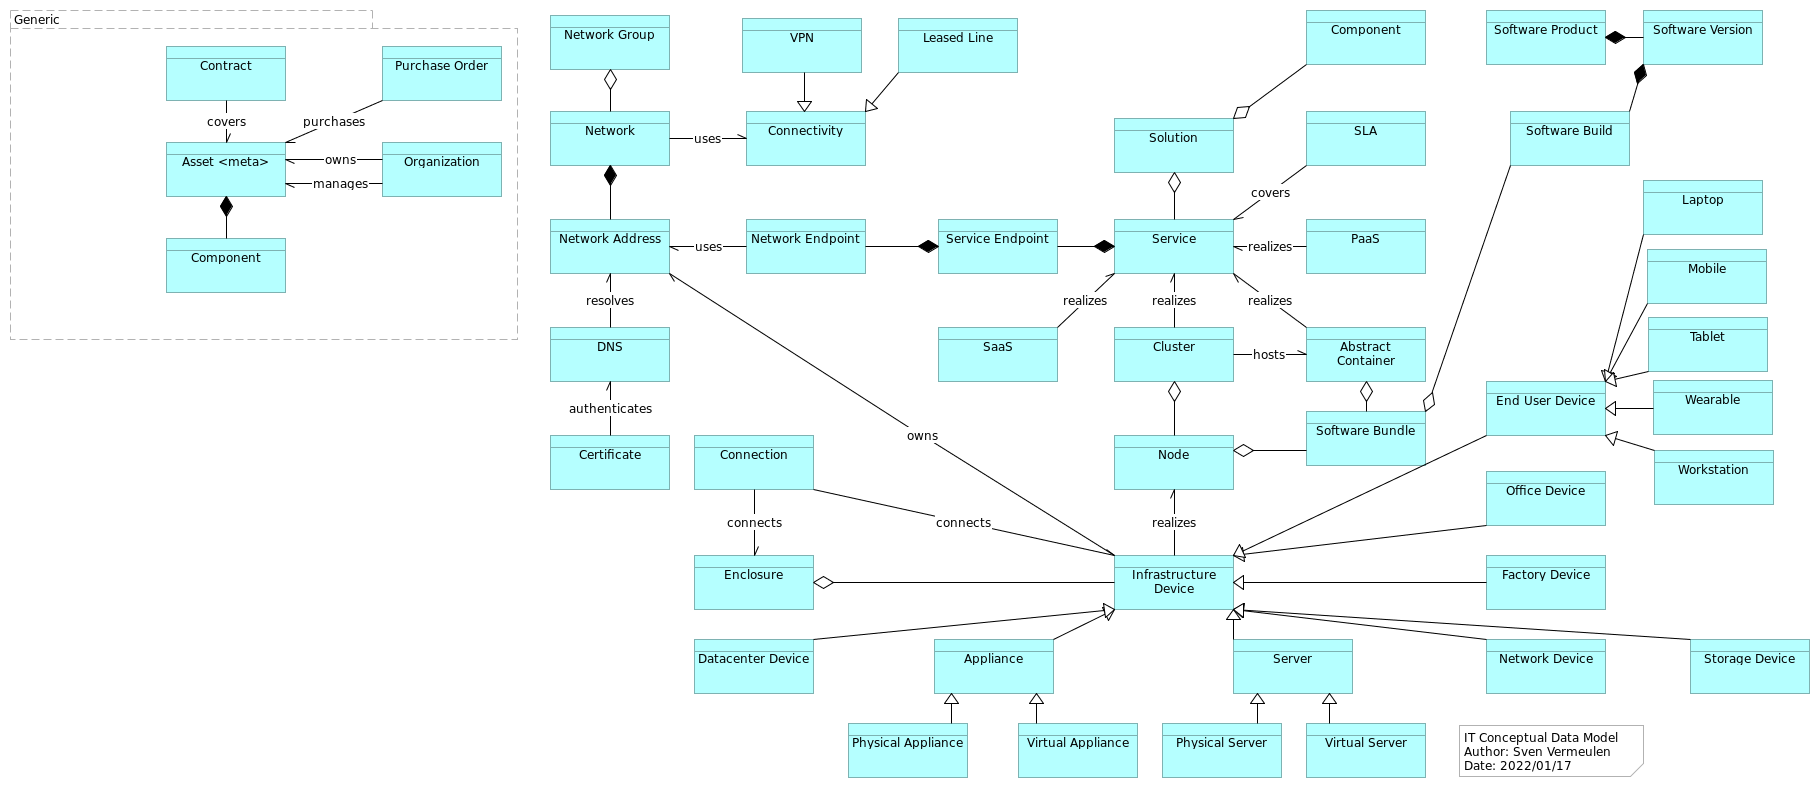 Generic
Contract
Purchase Order
covers
purchases
Asset <meta>
owns
manages
Organization
Component
Network Group
VPN
Leased Line
Component
Software Product
Software Version
Network
uses
Connectivity
Solution
SLA
Software Build
covers
Laptop
Network Address
uses
Network Endpoint
Service Endpoint
Service
realizes
PaaS
Mobile
resolves
realizes
realizes
realizes
Tablet
DNS
SaaS
Cluster
hosts
Abstract
Container
authenticates
End User Device
Wearable
owns
Software Bundle
Certificate
Connection
Node
Workstation
Office Device
connects
connects
realizes
Enclosure
Infrastructure
Device
Factory Device
Datacenter Device
Appliance
Server
Network Device
Storage Device
Physical Appliance
Virtual Appliance
Physical Server
Virtual Server
IT Conceptual Data Model
Author: Sven Vermeulen
Date: 2022/01/17